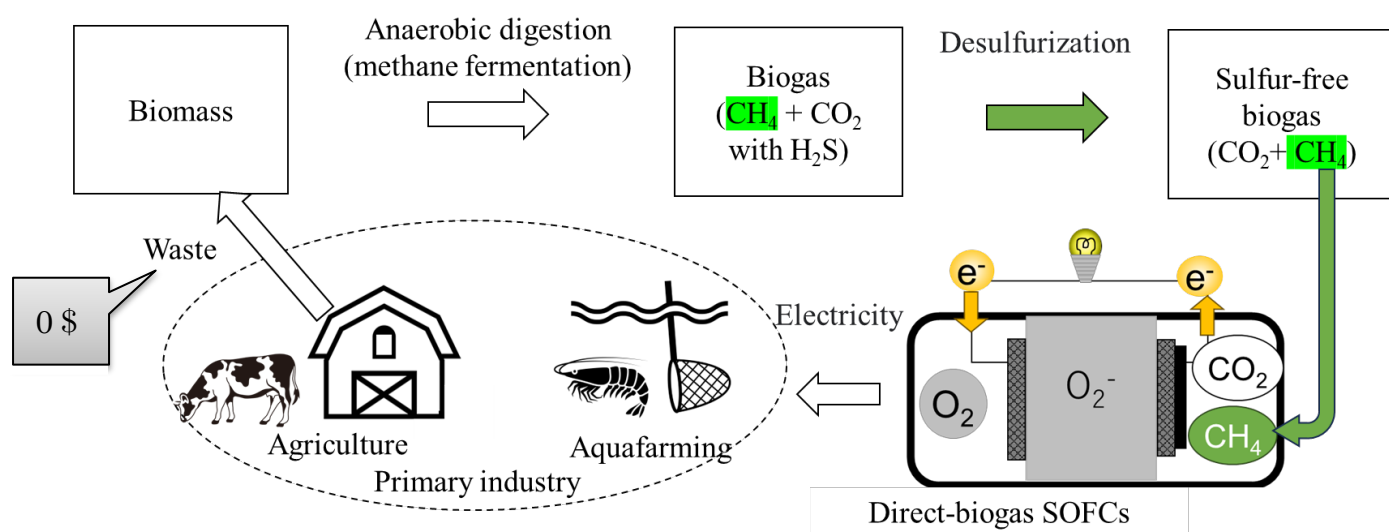 Biomass
Anaerobic digestion
(methane fermentation)
Biogas
(CH₄ + CO₂
with H₂S)
Desulfurization
Sulfur-free
biogas
(CO₂+ CH₄)
Waste
0 $
Agriculture
Aquafarming
Primary industry
Electricity
e⁻
e⁻
O₂
O₂⁻
CO₂
CH₄
Direct-biogas SOFCs